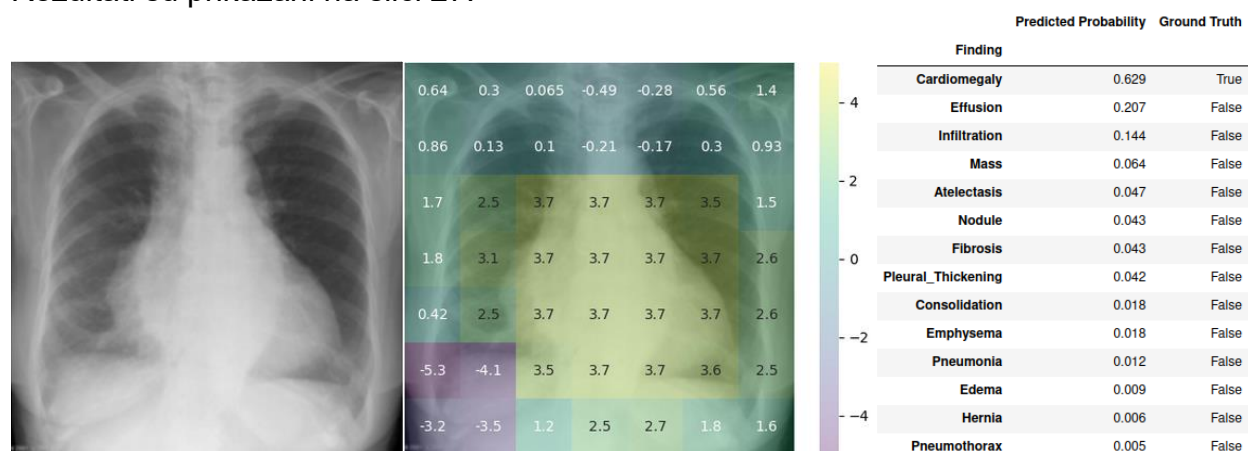 Rezultati su prikazani na slici 2.4
Predicted Probability Ground Truth
Finding
Cardiomegaly 0.629 True
Effusion 0.207 False
Infiltration 0.144 False
Mass 0.064 False
Atelectasis 0.047 False
Nodule 0.043 False
Fibrosis 0.043 False
Pleural_Thickening 0.042 False
Consolidation 0.018 False
Emphysema 0.018 False
Pneumonia 0.012 False
Edema 0.009 False
Hernia 0.006 False
Pneumothorax 0.005 False
0.64 0.3 0.065 -0.49 -0.28 0.56 1.4
0.86 0.13 0.1 -0.21 -0.17 0.3 0.93
1.7 2.5 3.7 3.7 3.7 3.5 1.5
1.8 3.1 3.7 3.7 3.7 3.7 2.6
0.42 2.5 3.7 3.7 3.7 3.7 2.6
-5.3 -4.1 3.5 3.7 3.7 3.6 2.5
-3.2 -3.5 1.2 2.5 2.7 1.8 1.6
4
2
0
−2
−4